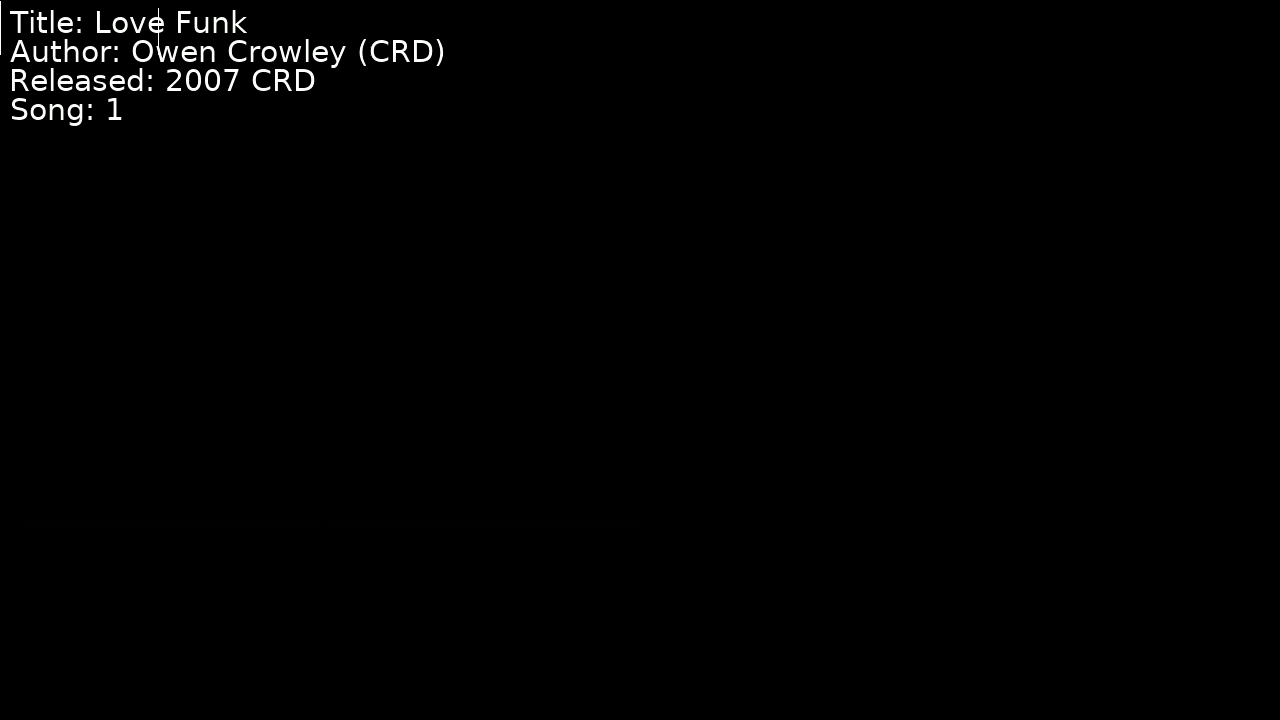 Title: Love Funk
Author: Owen Crowley (CRD)
Released: 2007 CRD
Song: 1